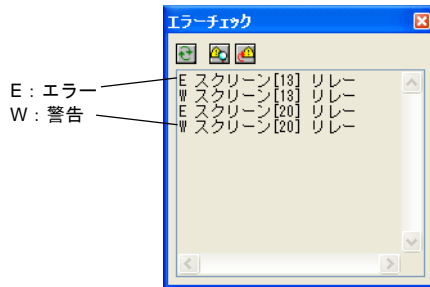 エラーチェック
E スクリーン[13] リレー
W スクリーン[13] リレー
E スクリーン[20] リレー
W スクリーン[20] リレー
E：エラー
W：警告